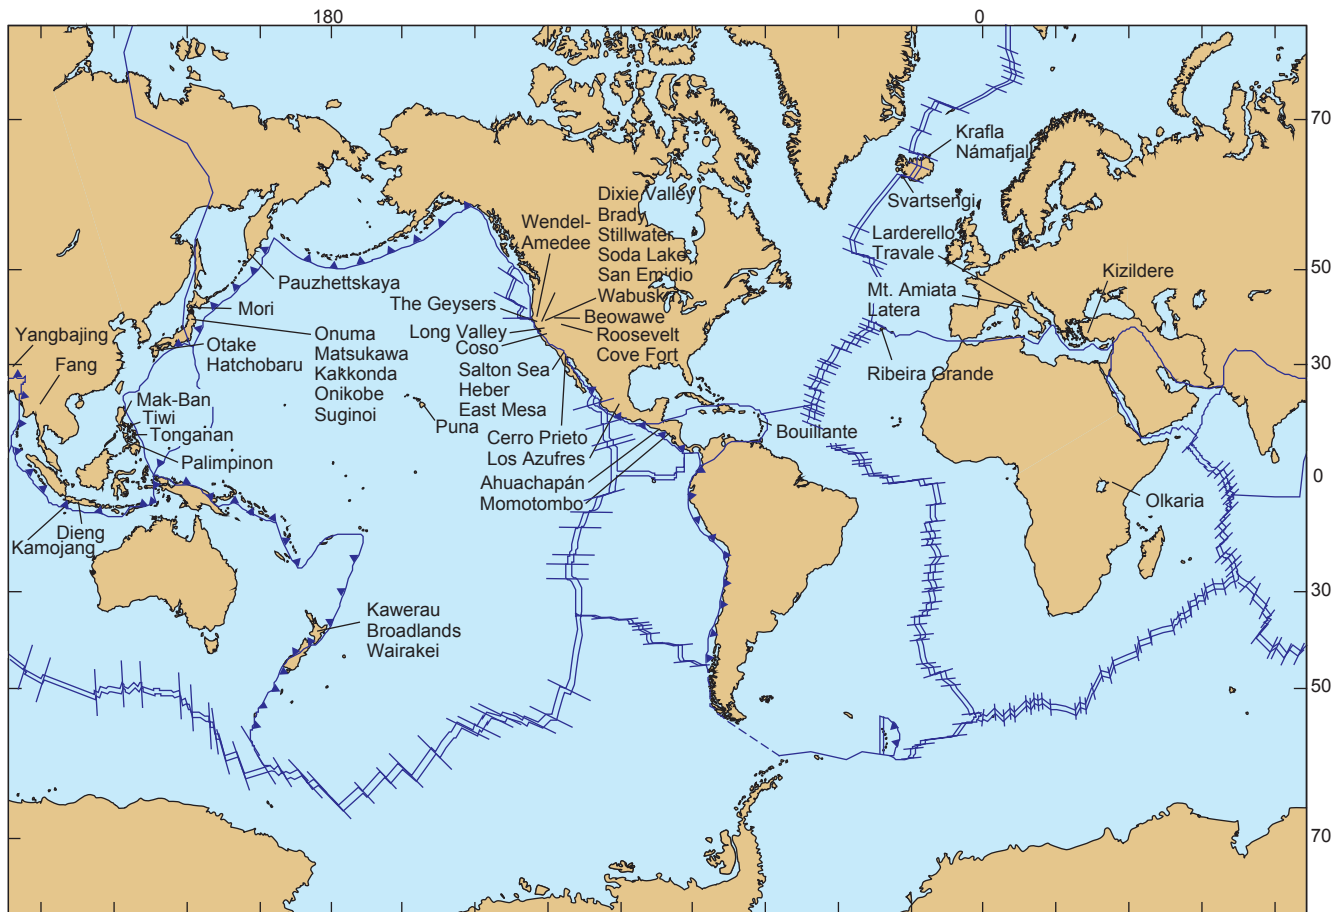 180
0
70
Krafla
Námafjall
Svartsengi
Dixie Valley
Brady
Stillwater
Soda Lake
San Emidio
Wabuska
Beowawe
Roosevelt
Cove Fort
Wendel-
Amedee
Larderello
Travale
Mt. Amiata
Latera
Kizildere
50
Pauzhettskaya
The Geysers
Mori
Long Valley
Coso
Yangbajing
Fang
Otake
Hatchobaru
Onuma
Matsukawa
Kakkonda
Onikobe
Suginoi
Salton Sea
Heber
East Mesa
Ribeira Grande
30
Mak-Ban
Tiwi
Tonganan
Palimpinon
Puna
Cerro Prieto
Los Azufres
Ahuachapán
Momotombo
Bouillante
0
Olkaria
Dieng
Kamojang
30
Kawerau
Broadlands
Wairakei
50
70